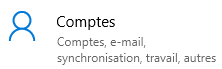 Comptes
Comptes, e-mail,
synchronisation, travail, autres